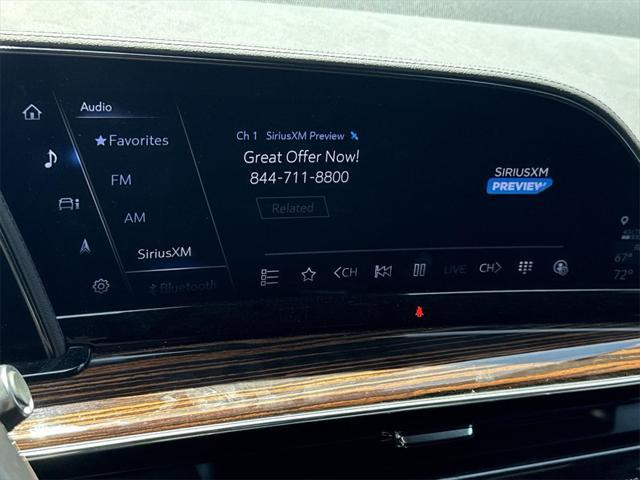 Audio
Favorites
FM
AM
SiriusXM
Bluetooth
Ch 1 SiriusXM Preview
Great Offer Now!
844-711-8800
Related
SIRIUSXM
PREVIEW
CH
LIVE
CH
67°
72°